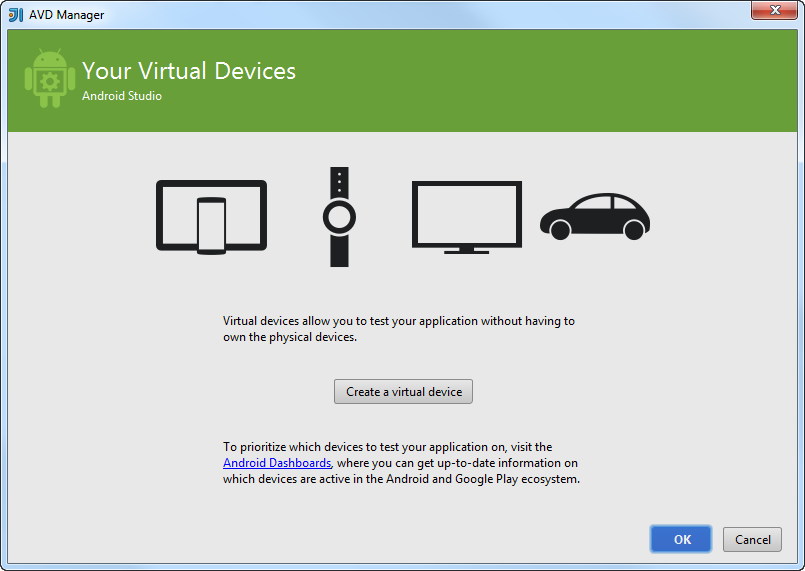 AVD Manager
Your Virtual Devices
Android Studio
Virtual devices allow you to test your application without having to
own the physical devices.
Create a virtual device
To prioritize which devices to test your application on, visit the
Android Dashboards, where you can get up-to-date information on
which devices are active in the Android and Google Play ecosystem.
OK
Cancel